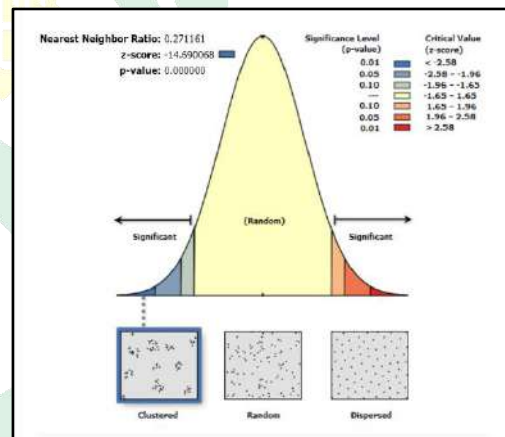 Nearest Neighbor Ratio: 0.271161
z-score: -14.690068
p-value: 0.000000
Significance Level
(p-value)
Critical Value
(z-score)
0.01 < -2.58
0.05 -2.58 - -1.96
0.10 -1.96 - -1.65
— -1.65 - 1.65
0.10 1.65 - 1.96
0.05 1.96 - 2.58
0.01 > 2.58
(Random)
Significant
Significant
Clustered
Random
Dispersed